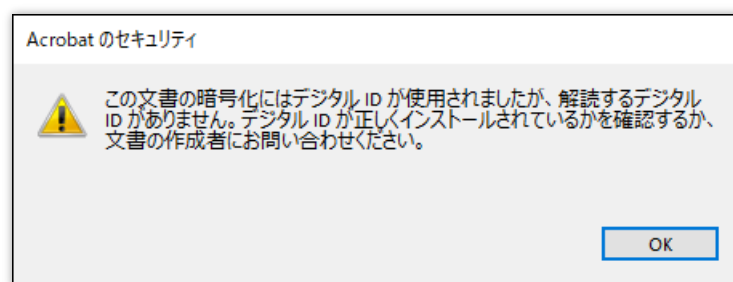 Acrobat のセキュリティ
この文書の暗号化にはデジタル ID が使用されましたが、解読するデジタル
ID がありません。デジタル ID が正しくインストールされているかを確認するか、
文書の作成者にお問い合わせください。
OK